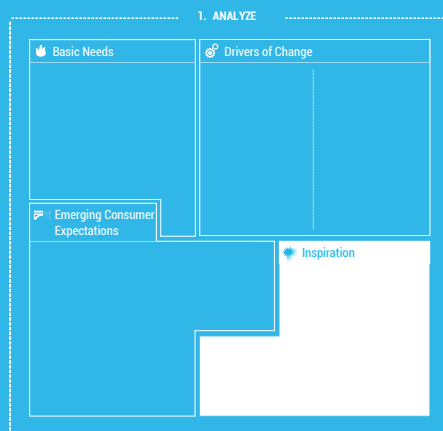 1. ANALYZE
Basic Needs
Drivers of Change
Emerging Consumer
Expectations
Inspiration